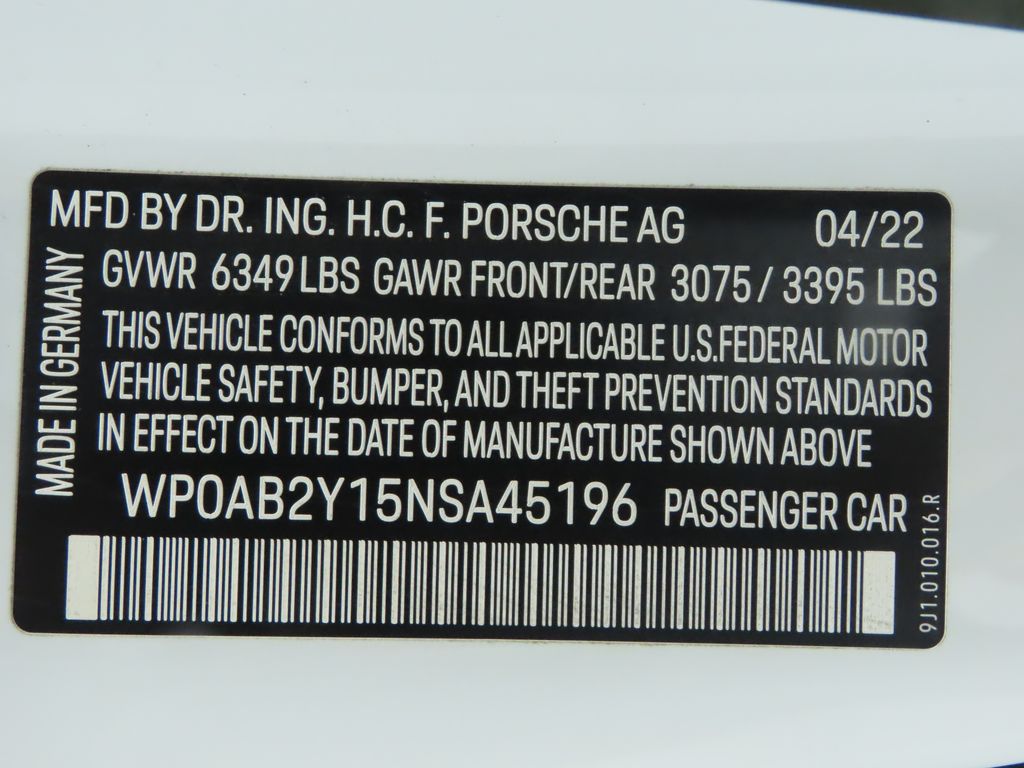 MFD BY DR. ING. H.C. F. PORSCHE AG 04/22
GVWR 6349 LBS GAWR FRONT/REAR 3075 / 3395 LBS
THIS VEHICLE CONFORMS TO ALL APPLICABLE U.S.FEDERAL MOTOR
VEHICLE SAFETY, BUMPER, AND THEFT PREVENTION STANDARDS
IN EFFECT ON THE DATE OF MANUFACTURE SHOWN ABOVE
WP0AB2Y15NSA45196 PASSENGER CAR
MADE IN GERMANY
9J1.010.016.R